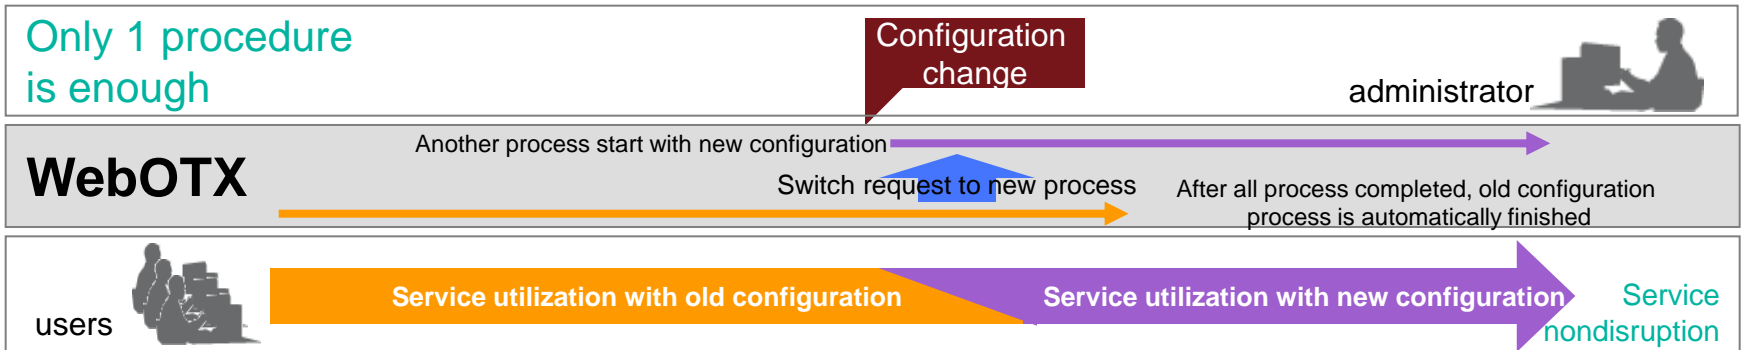 Only 1 procedure
is enough
Configuration
change
administrator
WebOTX
Another process start with new configuration
Switch request to new process
After all process completed, old configuration
process is automatically finished
users
Service utilization with old configuration
Service utilization with new configuration
Service
nondisruption